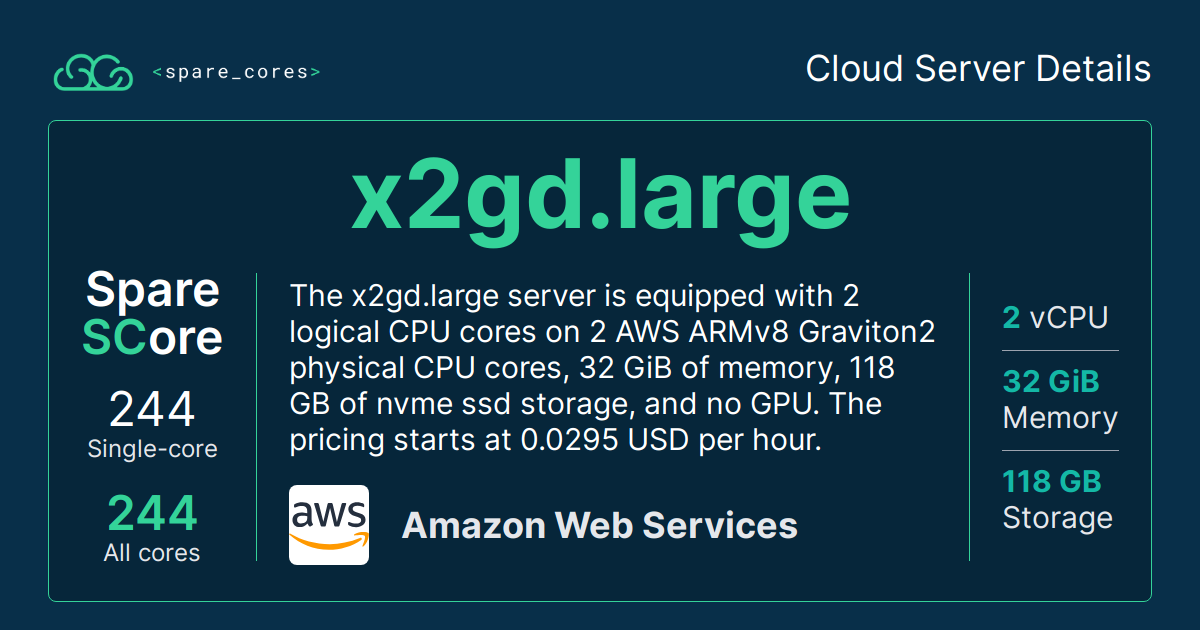 <spare_cores>
Cloud Server Details
x2gd.large
Spare
SCore
244
Single-core
244
All cores
The x2gd.large server is equipped with 2
logical CPU cores on 2 AWS ARMv8 Graviton2
physical CPU cores, 32 GiB of memory, 118
GB of nvme ssd storage, and no GPU. The
pricing starts at 0.0295 USD per hour.
aws
Amazon Web Services
2 vCPU
32 GiB
Memory
118 GB
Storage